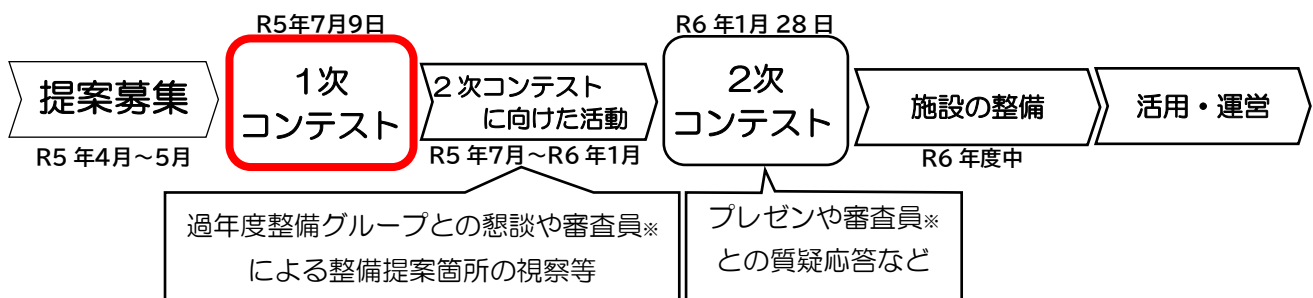 R5年7月9日
R6 年1月 28 日
提案募集
1次
コンテスト
2 次コンテスト
に向けた活動
2次
コンテスト
施設の整備
活用・運営
R5 年4月～5月
R5 年7月～R6 年1月
R6 年度中
過年度整備グループとの懇談や審査員※
による整備提案箇所の視察等
プレゼンや審査員※
との質疑応答など